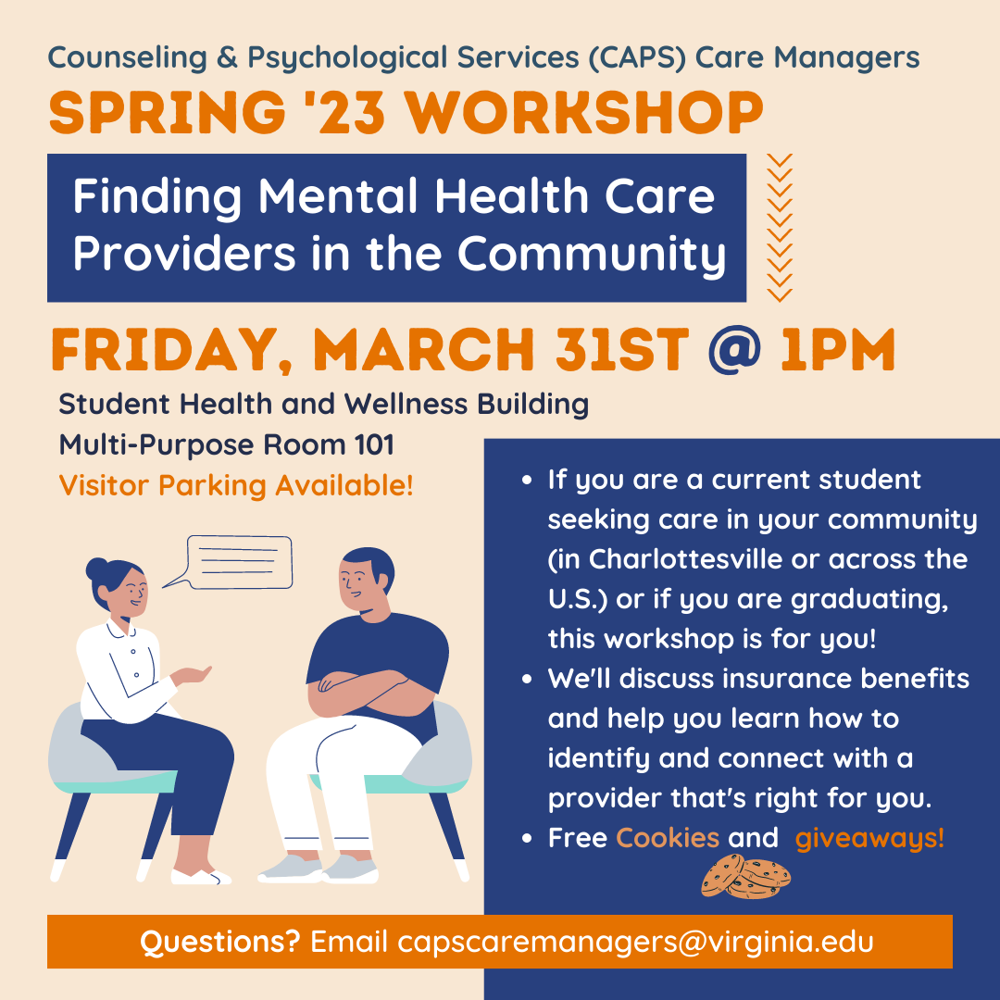 Counseling & Psychological Services (CAPS) Care Managers
SPRING '23 WORKSHOP
Finding Mental Health Care
Providers in the Community
FRIDAY, MARCH 31ST @ 1PM
Student Health and Wellness Building
Multi-Purpose Room 101
Visitor Parking Available!
• If you are a current student
seeking care in your community
(in Charlottesville or across the
U.S.) or if you are graduating,
this workshop is for you!
• We'll discuss insurance benefits
and help you learn how to
identify and connect with a
provider that's right for you.
• Free Cookies and giveaways!
Questions? Email capscaremanagers@virginia.edu